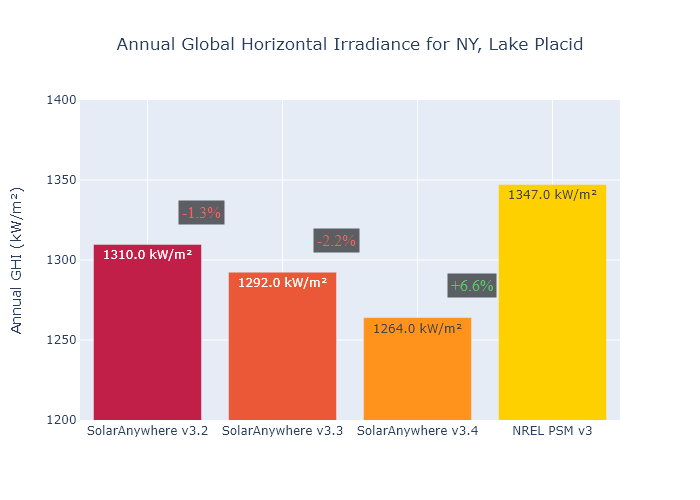 Annual Global Horizontal Irradiance for NY, Lake Placid
Annual GHI (kW/m²)
1400
1350
1300
1250
1200
-1.3%
-2.2%
+6.6%
1310.0 kW/m²
1292.0 kW/m²
1264.0 kW/m²
1347.0 kW/m²
SolarAnywhere v3.2
SolarAnywhere v3.3
SolarAnywhere v3.4
NREL PSM v3